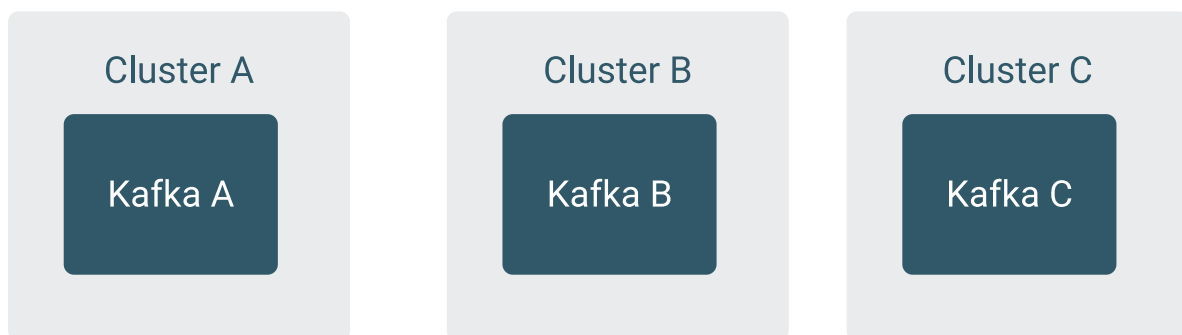 Cluster A
Cluster B
Cluster C
Kafka A
Kafka B
Kafka C